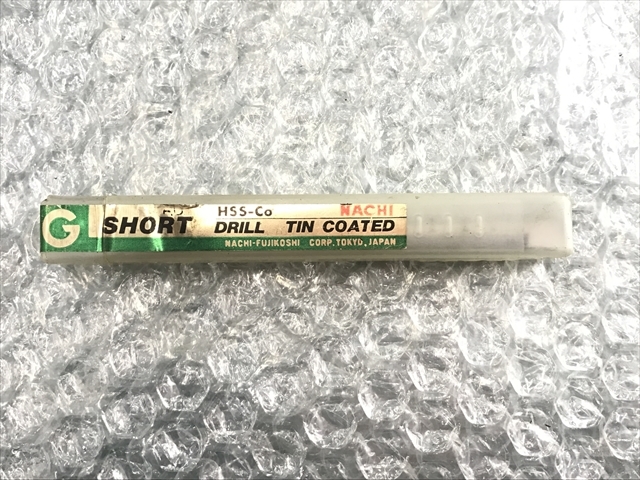 HSS-Co NACHI
G SHORT DRILL TIN COATED
NACHI-FUJIKOSHI CORP. TOKYO, JAPAN